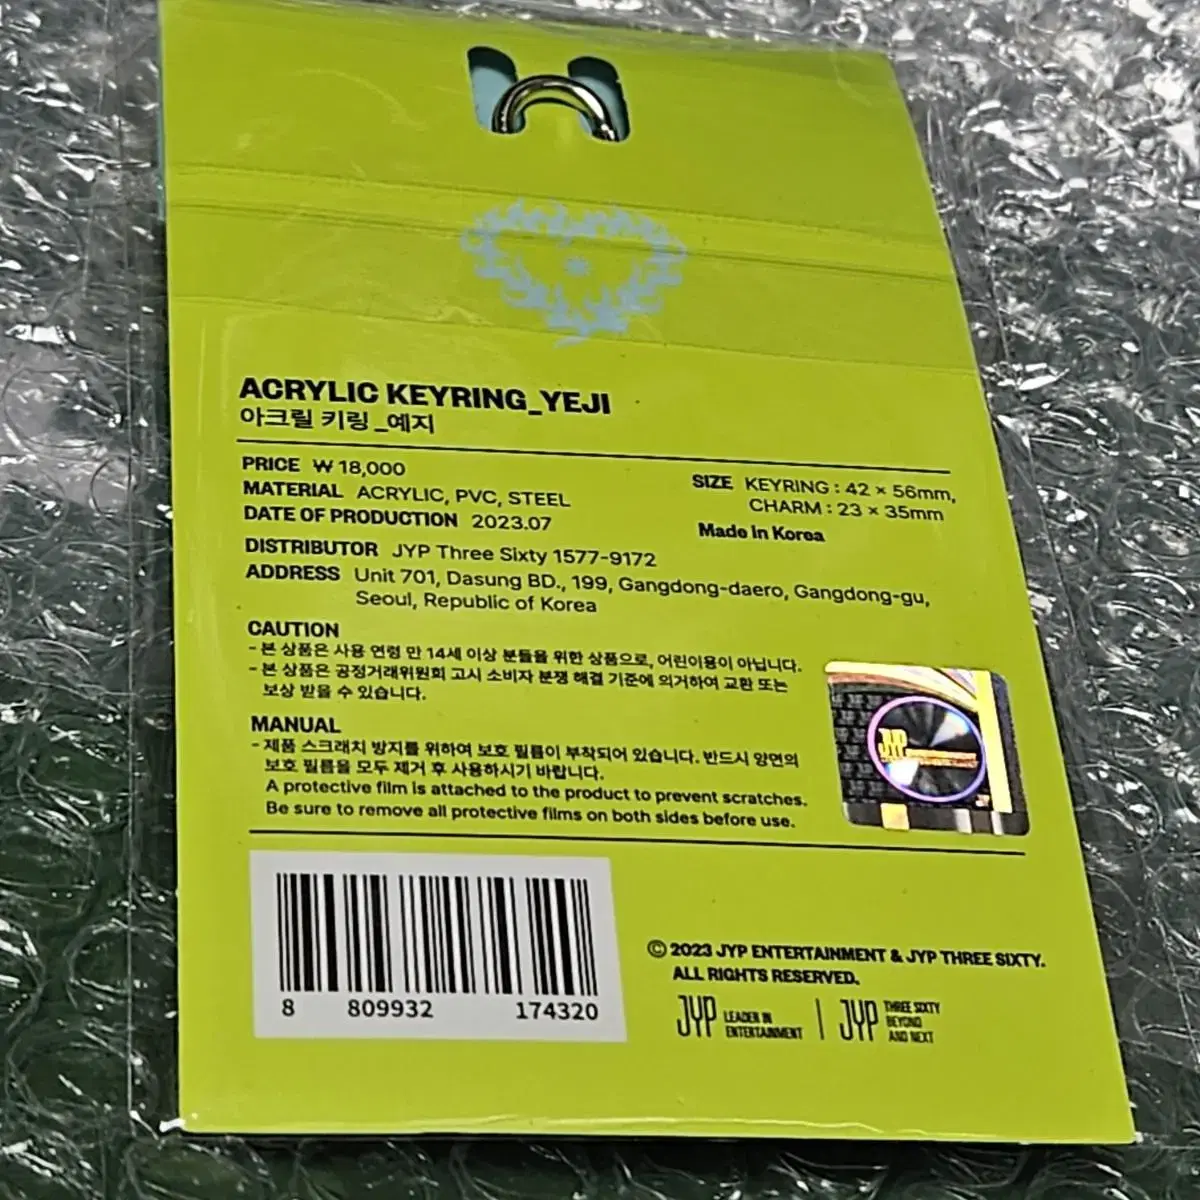 ACRYLIC KEYRING_YEJI
아크릴 키링_예지
PRICE ₩ 18,000
MATERIAL ACRYLIC, PVC, STEEL
DATE OF PRODUCTION 2023.07
SIZE KEYRING : 42 × 56mm,
CHARM : 23 × 35mm
Made in Korea
DISTRIBUTOR JYP Three Sixty 1577-9172
ADDRESS Unit 701, Dasung BD., 199, Gangdong-daero, Gangdong-gu,
Seoul, Republic of Korea
CAUTION
- 본 상품은 사용 연령 만 14세 이상 분들을 위한 상품으로, 어린이용이 아닙니다.
- 본 상품은 공정거래위원회 고시 소비자 분쟁 해결 기준에 의거하여 교환 또는
보상 받을 수 있습니다.
MANUAL
- 제품 스크래치 방지를 위하여 보호 필름이 부착되어 있습니다. 반드시 양면의
보호 필름을 모두 제거 후 사용하시기 바랍니다.
A protective film is attached to the product to prevent scratches.
Be sure to remove all protective films on both sides before use.
JYP
8 809932 174320
© 2023 JYP ENTERTAINMENT & JYP THREE SIXTY.
ALL RIGHTS RESERVED.
JYP LEADER IN
ENTERTAINMENT
JYP THREE SIXTY
BEYOND
AND NEXT